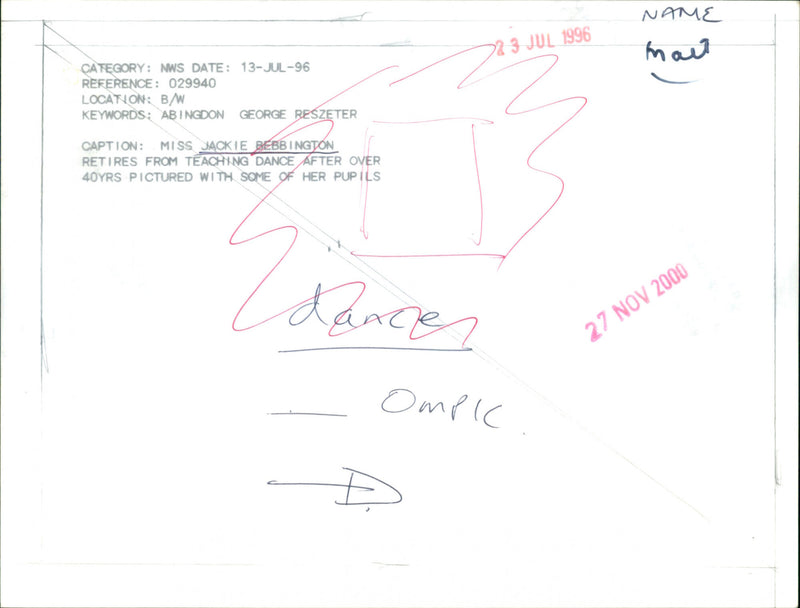 NAME
23 JUL 1996
CATEGORY: NWS DATE: 13-JUL-96
REFERENCE: 029940
LOCATION: B/W
KEYWORDS: ABINGDON GEORGE RESZETER
CAPTION: MISS JACKIE BEBBINGTON
RETIRES FROM TEACHING DANCE AFTER OVER
40YRS PICTURED WITH SOME OF HER PUPILS
27 NOV 2000
dance
OMPIC
D